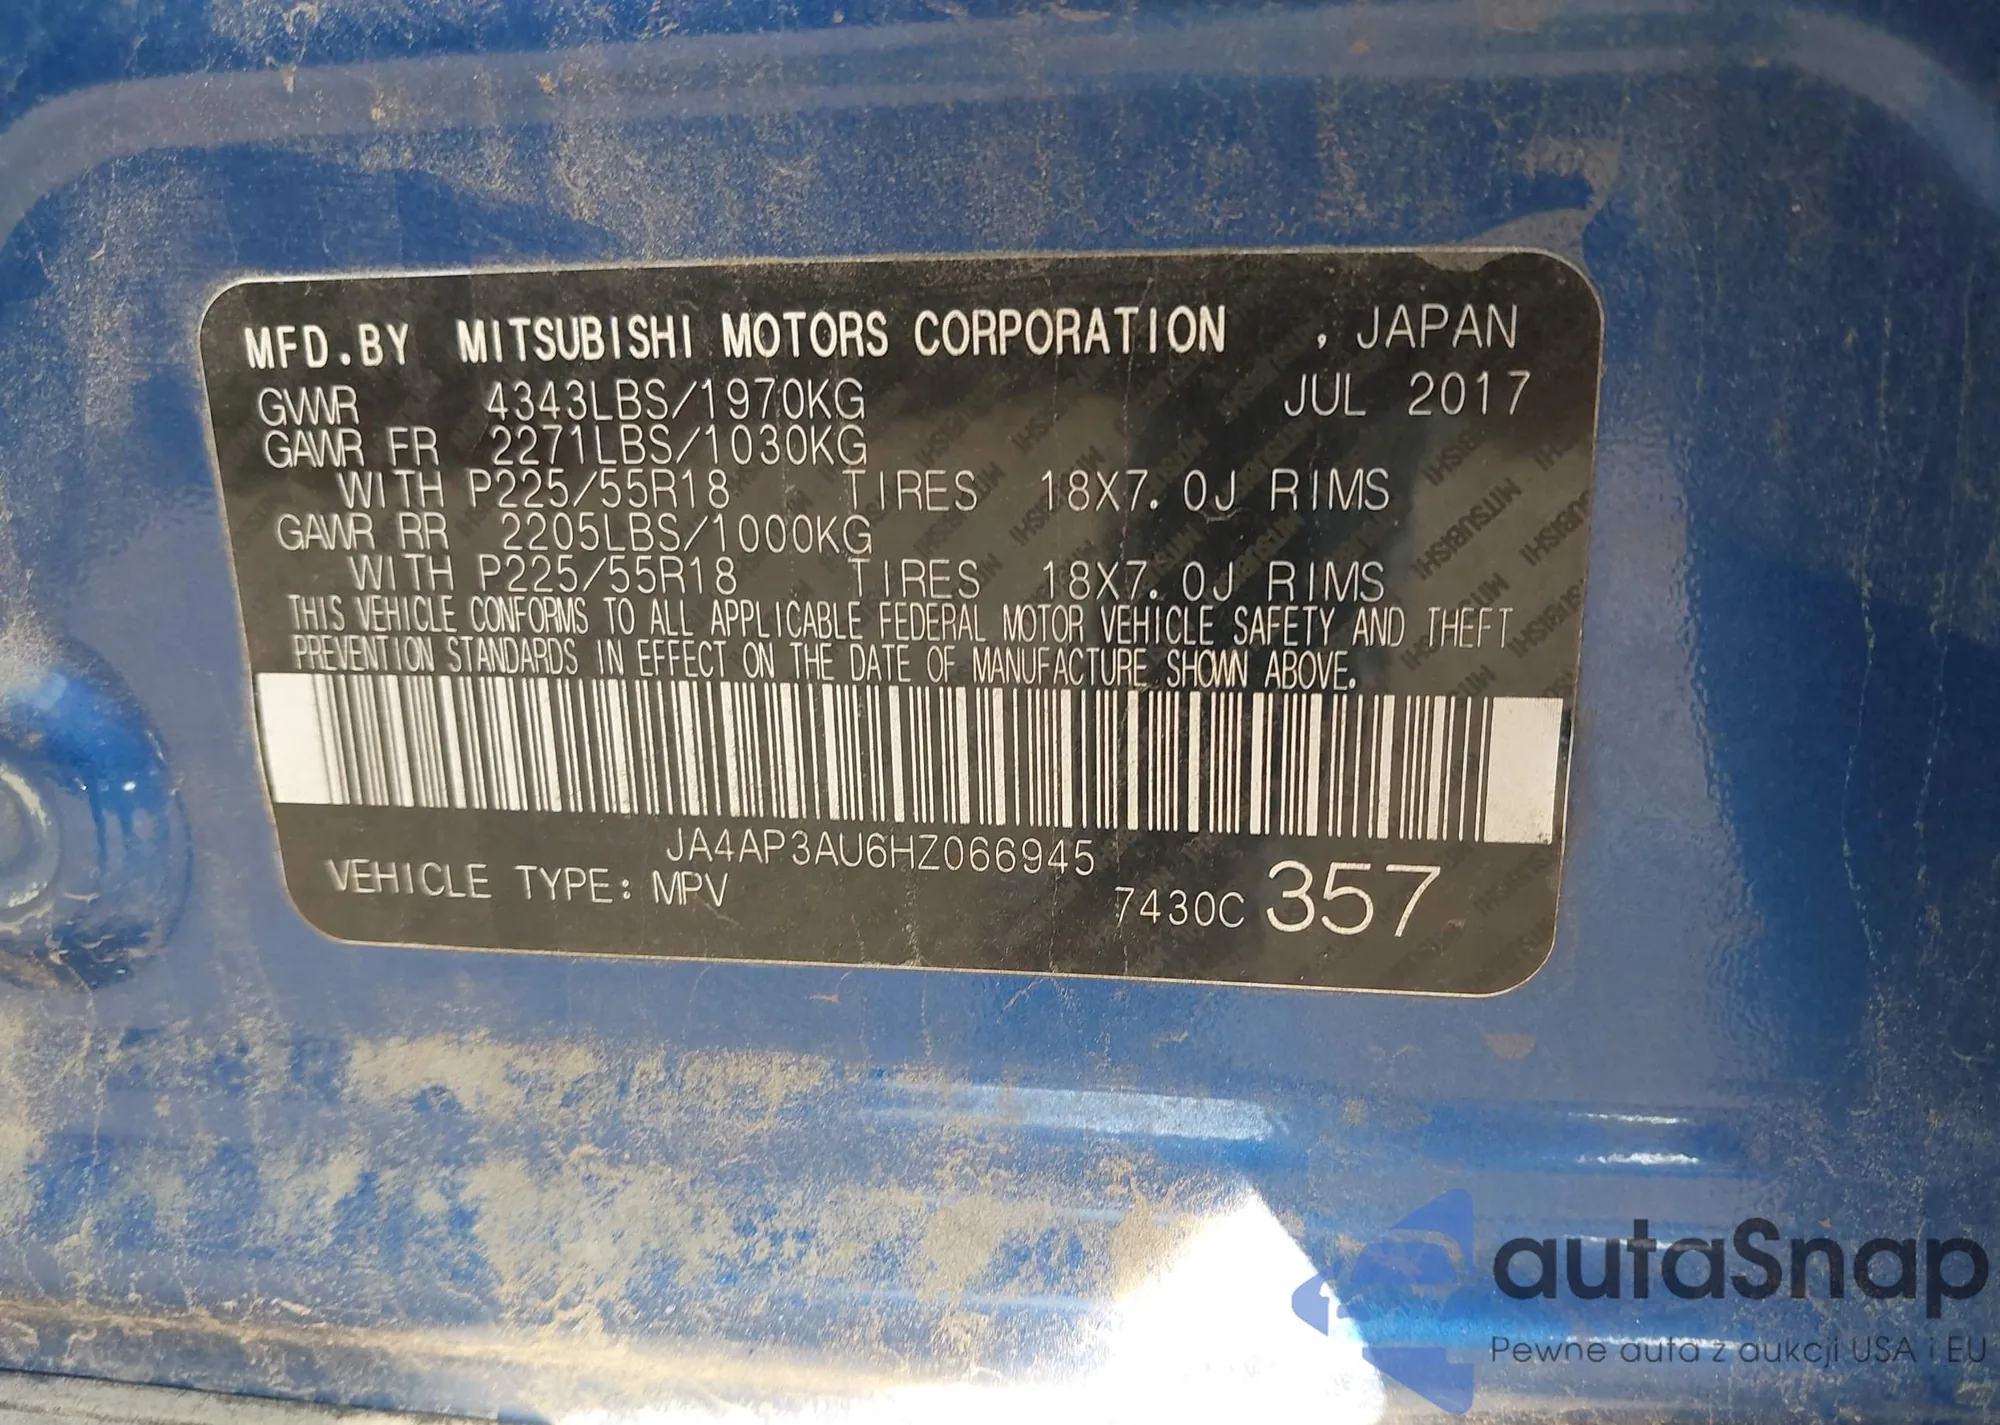 MFD.BY MITSUBISHI MOTORS CORPORATION , JAPAN
GVWR 4343LBS/1970KG JUL 2017
GAWR FR 2271LBS/1030KG
WITH P225/55R18 TIRES 18X7.0J RIMS
GAWR RR 2205LBS/1000KG
WITH P225/55R18 TIRES 18X7.0J RIMS
THIS VEHICLE CONFORMS TO ALL APPLICABLE FEDERAL MOTOR VEHICLE SAFETY AND THEFT
PREVENTION STANDARDS IN EFFECT ON THE DATE OF MANUFACTURE SHOWN ABOVE.
JA4AP3AU6HZ066945
VEHICLE TYPE: MPV 7430C 357
autaSnap
Pewne auta z aukcji USA i EU